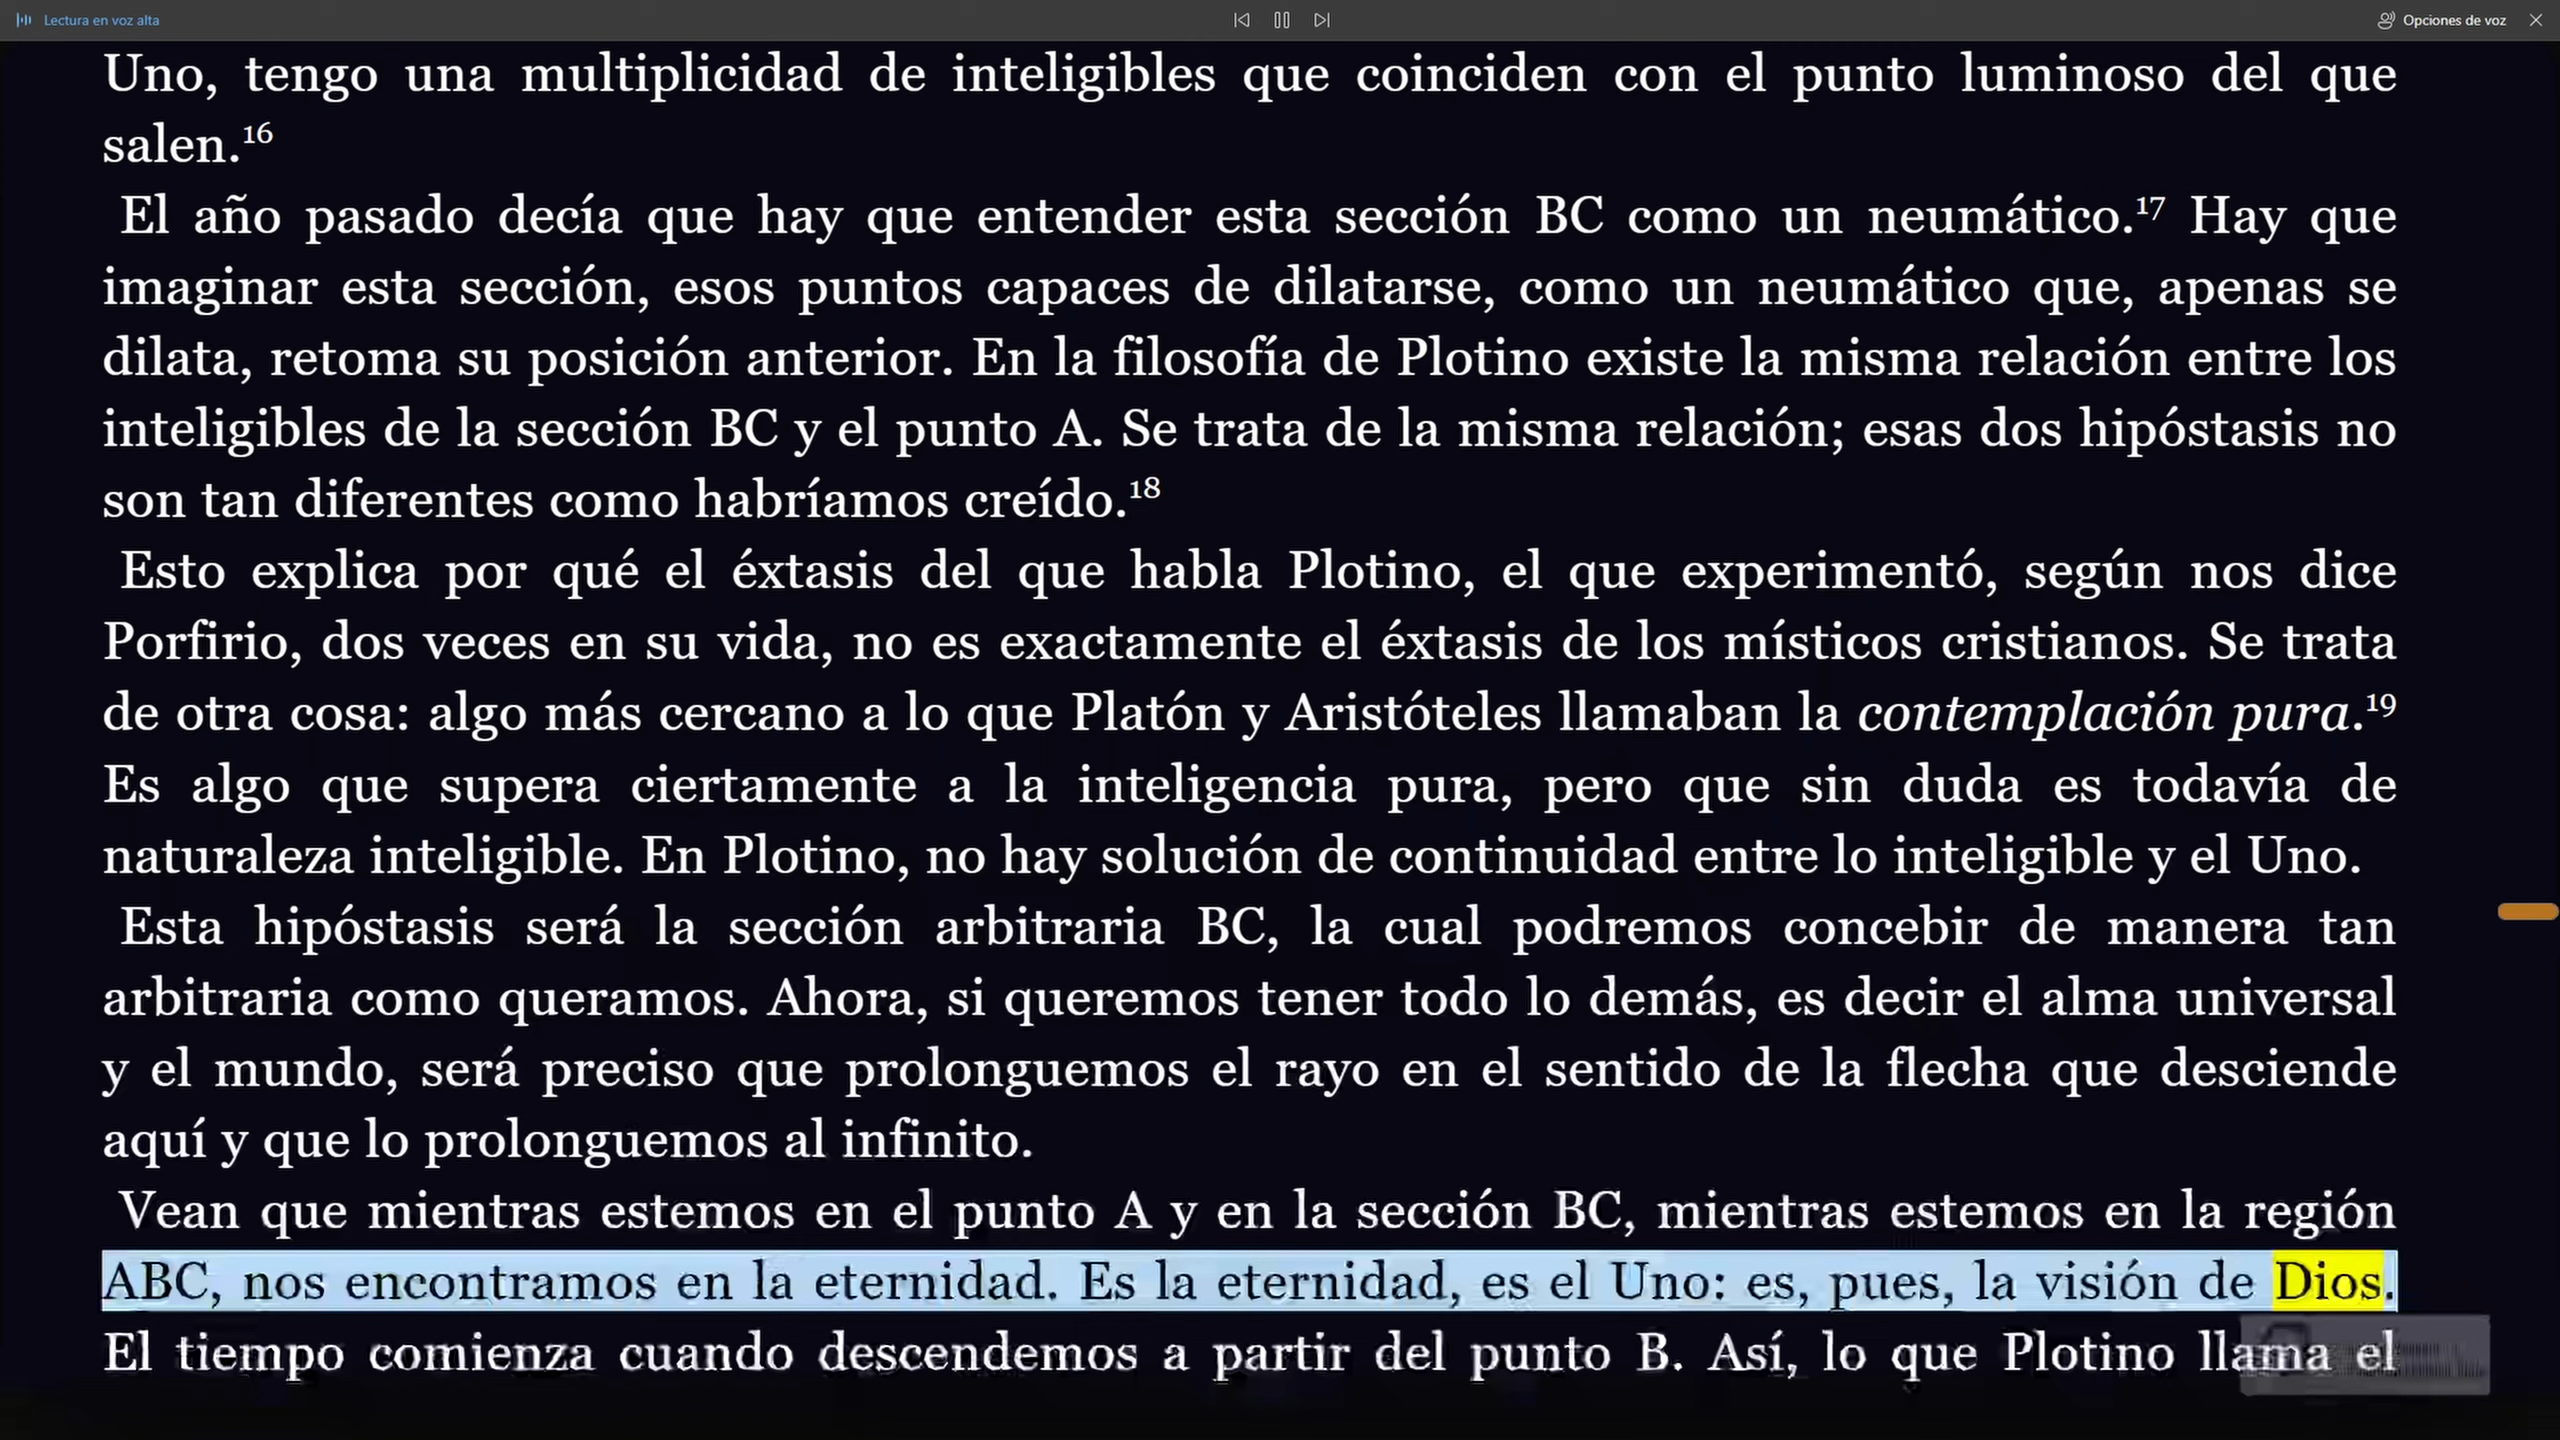 Lectura en voz alta
Opciones de voz
Uno, tengo una multiplicidad de inteligibles que coinciden con el punto luminoso del que
salen.16
El año pasado decía que hay que entender esta sección BC como un neumático.17 Hay que
imaginar esta sección, esos puntos capaces de dilatarse, como un neumático que, apenas se
dilata, retoma su posición anterior. En la filosofía de Plotino existe la misma relación entre los
inteligibles de la sección BC y el punto A. Se trata de la misma relación; esas dos hipóstasis no
son tan diferentes como habríamos creído.18
Esto explica por qué el éxtasis del que habla Plotino, el que experimentó, según nos dice
Porfirio, dos veces en su vida, no es exactamente el éxtasis de los místicos cristianos. Se trata
de otra cosa: algo más cercano a lo que Platón y Aristóteles llamaban la contemplación pura.19
Es algo que supera ciertamente a la inteligencia pura, pero que sin duda es todavía de
naturaleza inteligible. En Plotino, no hay solución de continuidad entre lo inteligible y el Uno.
Esta hipóstasis será la sección arbitraria BC, la cual podremos concebir de manera tan
arbitraria como queramos. Ahora, si queremos tener todo lo demás, es decir el alma universal
y el mundo, será preciso que prolonguemos el rayo en el sentido de la flecha que desciende
aquí y que lo prolonguemos al infinito.
Vean que mientras estemos en el punto A y en la sección BC, mientras estemos en la región
ABC, nos encontramos en la eternidad. Es la eternidad, es el Uno: es, pues, la visión de Dios.
El tiempo comienza cuando descendemos a partir del punto B. Así, lo que Plotino llama el